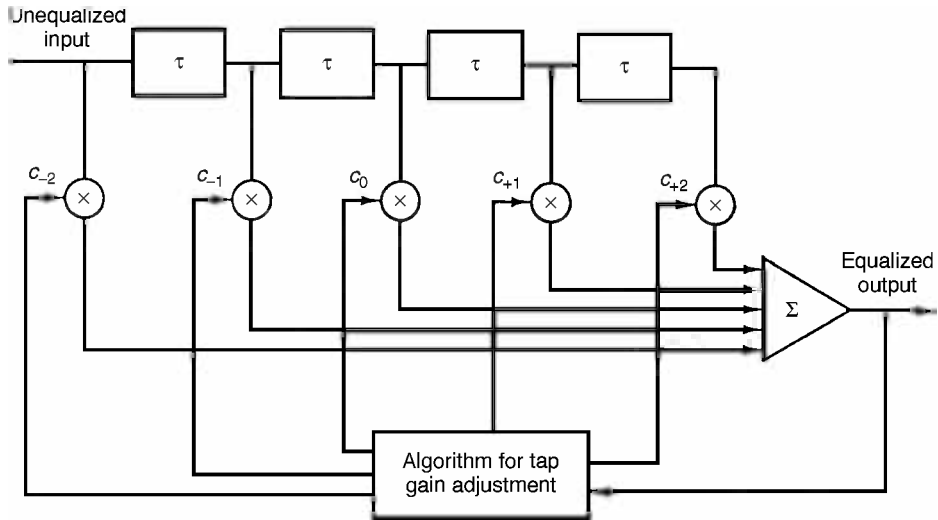 Unequalized
input
τ
τ
τ
τ
c₋₂
c₋₁
c₀
c₊₁
c₊₂
×
×
×
×
×
Equalized
output
Σ
Algorithm for tap
gain adjustment